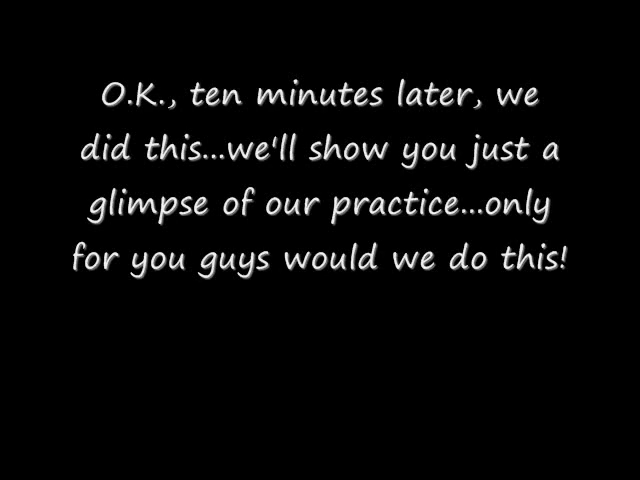 O.K., ten minutes later, we
did this...we'll show you just a
glimpse of our practice...only
for you guys would we do this!